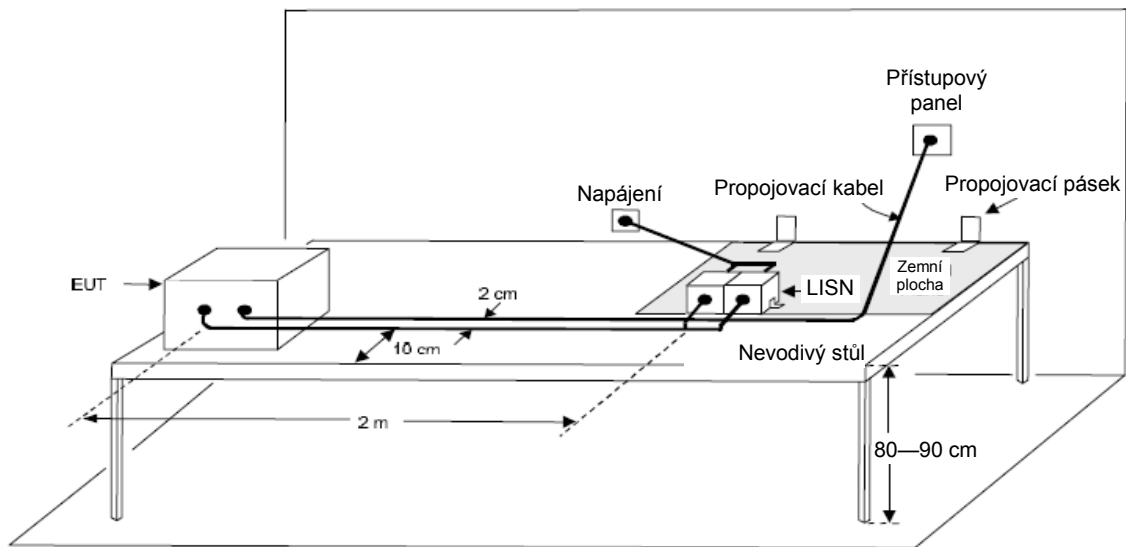 Přístupový
panel
Napájení
Propojovací kabel
Propojovací pásek
EUT
2 cm
LISN
Zemní
plocha
10 cm
Nevodivý stůl
2 m
80—90 cm